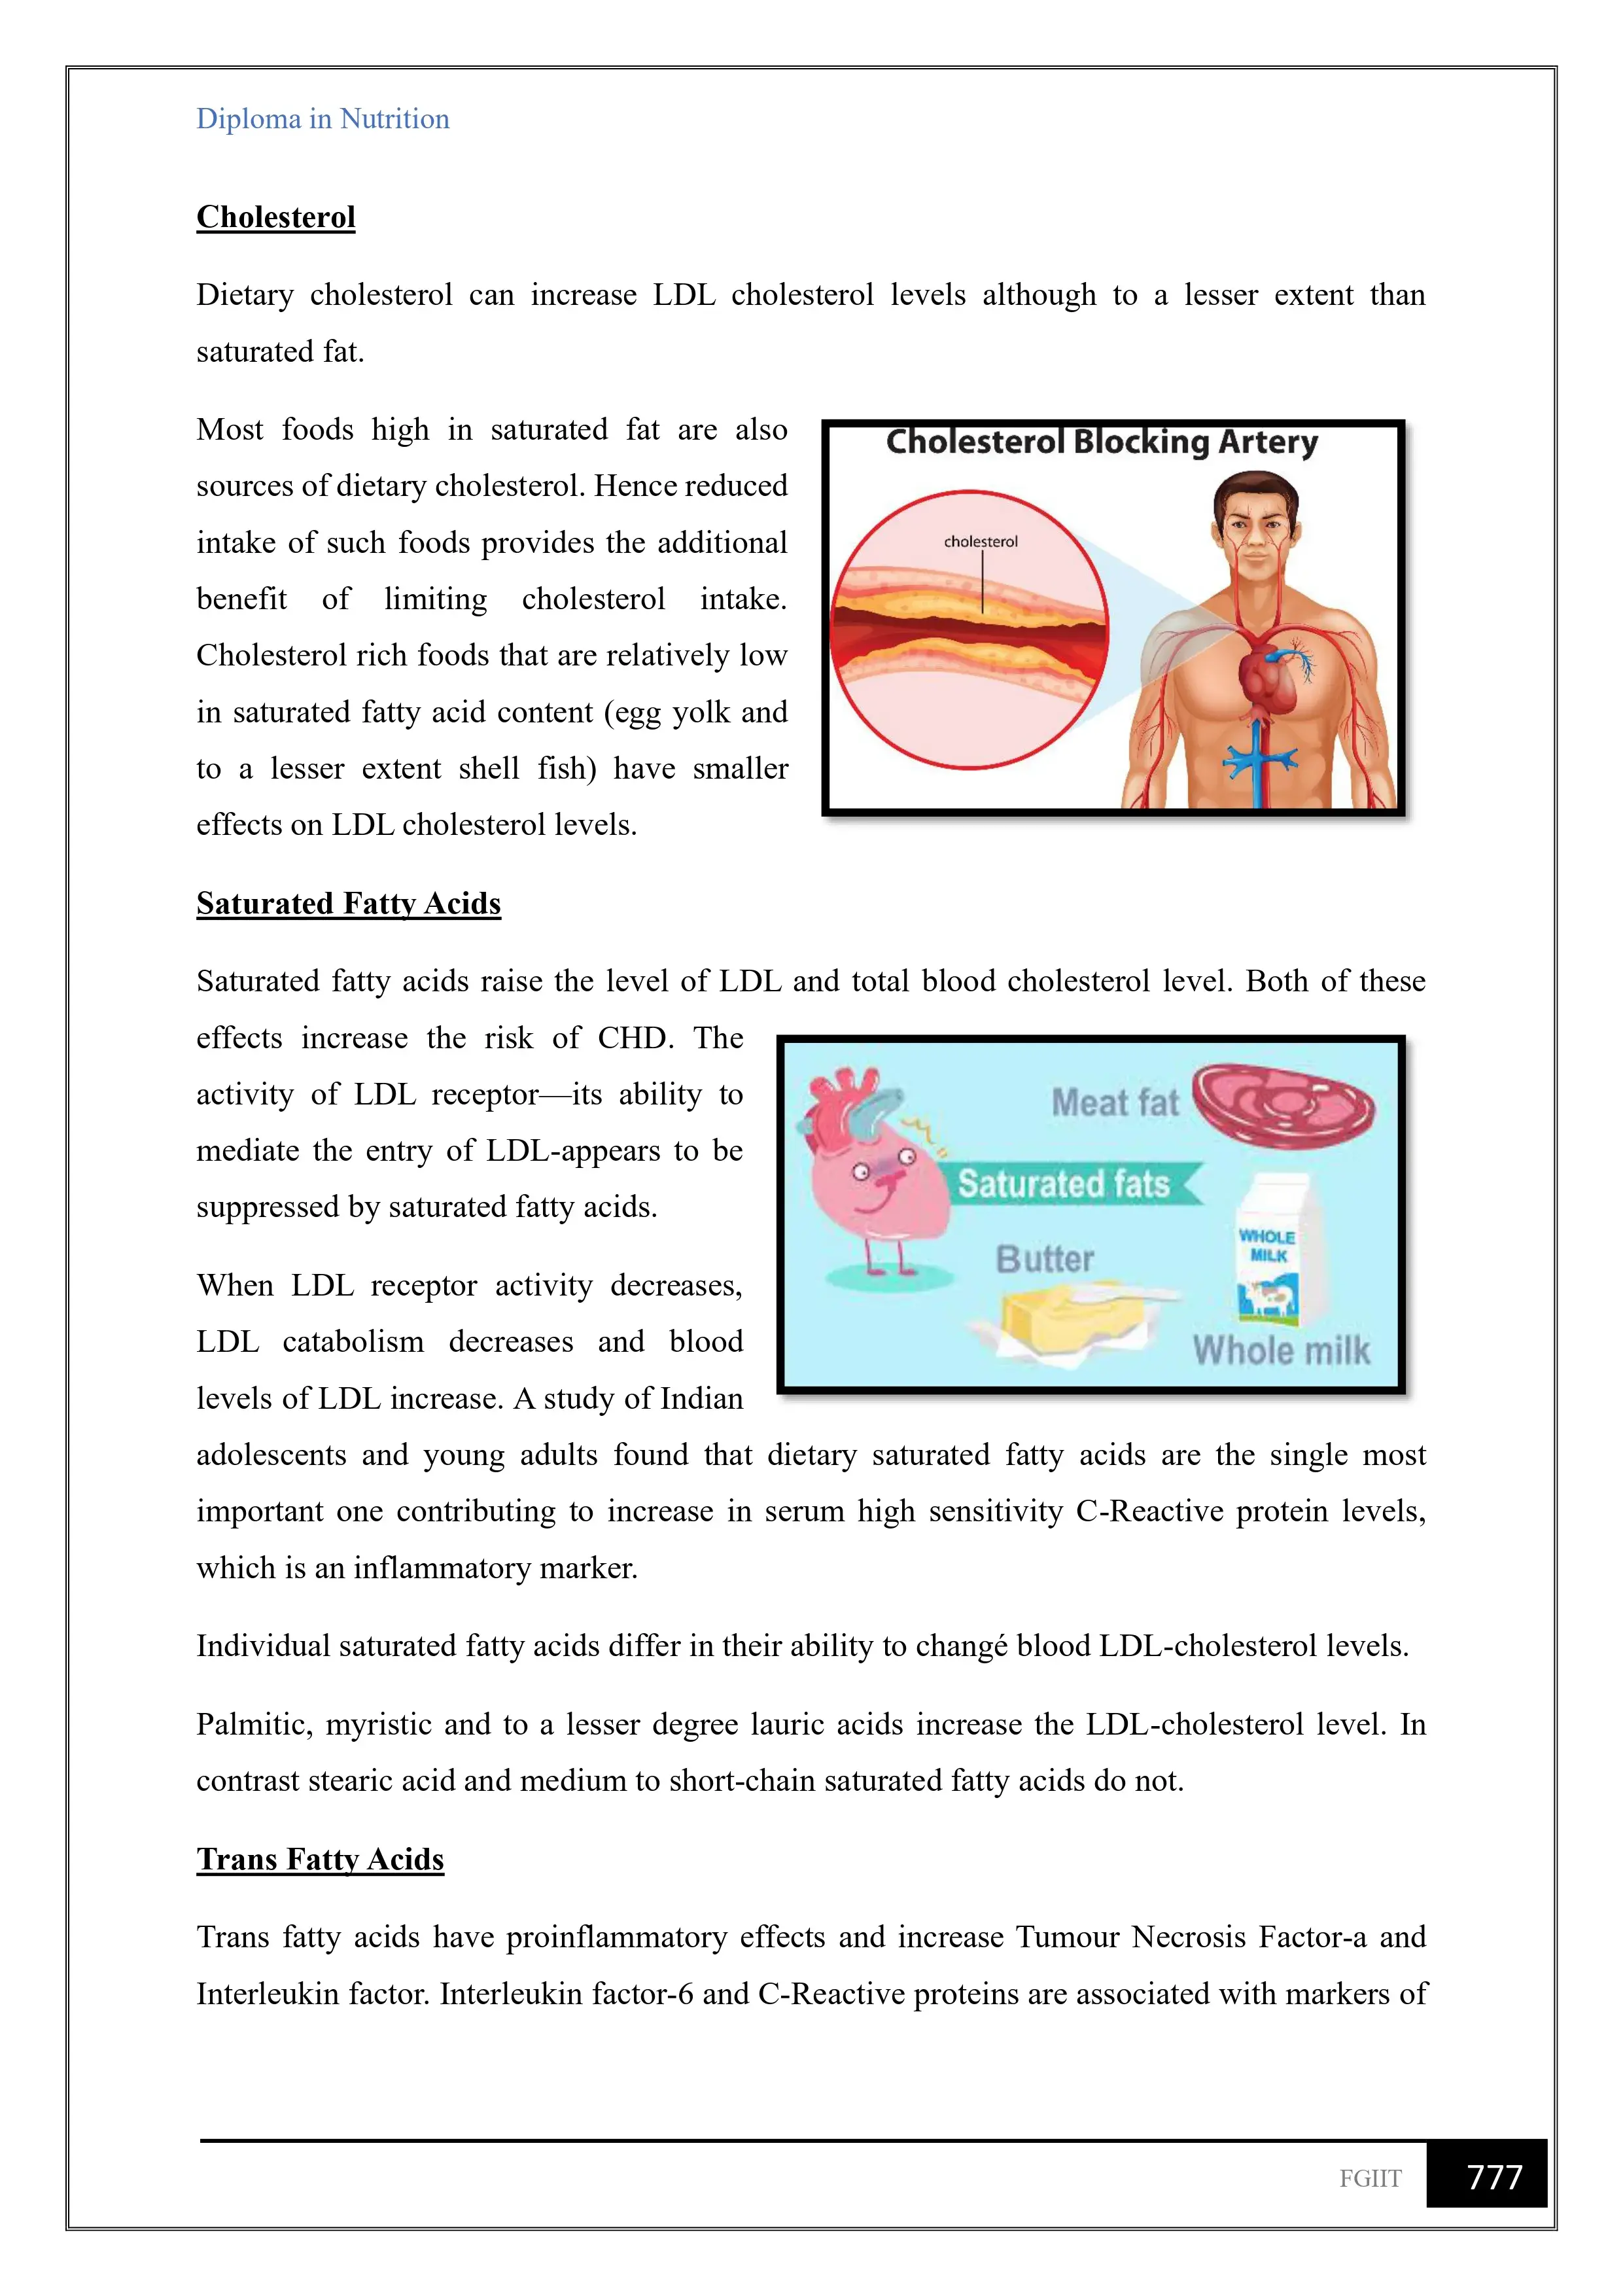 Diploma in Nutrition
Cholesterol
Dietary cholesterol can increase LDL cholesterol levels although to a lesser extent than
saturated fat.
Most foods high in saturated fat are also
sources of dietary cholesterol. Hence reduced
intake of such foods provides the additional
benefit of limiting cholesterol intake.
Cholesterol rich foods that are relatively low
in saturated fatty acid content (egg yolk and
to a lesser extent shell fish) have smaller
effects on LDL cholesterol levels.
Cholesterol Blocking Artery
cholesterol
Saturated Fatty Acids
Saturated fatty acids raise the level of LDL and total blood cholesterol level. Both of these
effects increase the risk of CHD. The
activity of LDL receptor—its ability to
mediate the entry of LDL-appears to be
suppressed by saturated fatty acids.
Meat fat
Saturated fats
Butter
WHOLE
MILK
Whole milk
When LDL receptor activity decreases,
LDL catabolism decreases and blood
levels of LDL increase. A study of Indian
adolescents and young adults found that dietary saturated fatty acids are the single most
important one contributing to increase in serum high sensitivity C-Reactive protein levels,
which is an inflammatory marker.
Individual saturated fatty acids differ in their ability to changé blood LDL-cholesterol levels.
Palmitic, myristic and to a lesser degree lauric acids increase the LDL-cholesterol level. In
contrast stearic acid and medium to short-chain saturated fatty acids do not.
Trans Fatty Acids
Trans fatty acids have proinflammatory effects and increase Tumour Necrosis Factor-a and
Interleukin factor. Interleukin factor-6 and C-Reactive proteins are associated with markers of
FGIIT 777